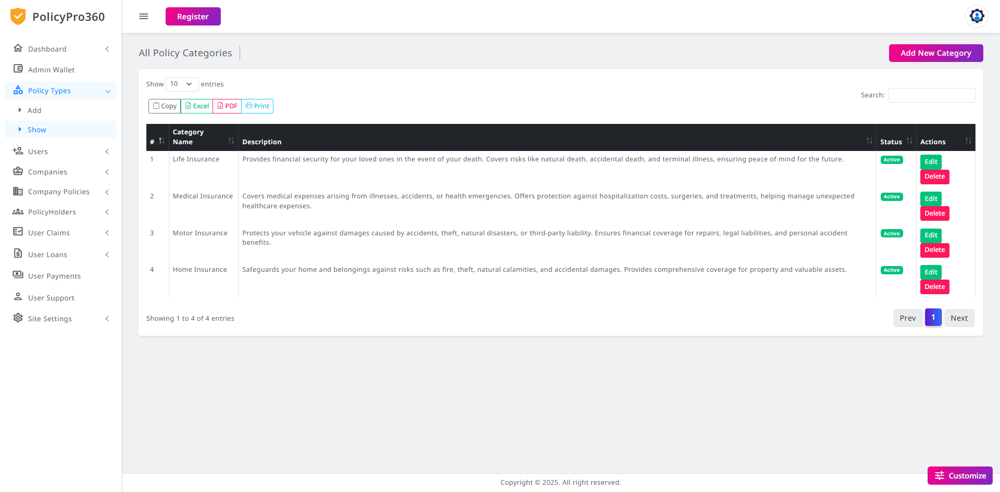 PolicyPro360
Register
Dashboard
Admin Wallet
Policy Types
Add
Show
Users
Companies
Company Policies
PolicyHolders
User Claims
User Loans
User Payments
User Support
Site Settings
All Policy Categories
Add New Category
Show 10 entries
Copy Excel PDF Print
Search:
# Category Name Description Status Actions
1 Life Insurance Provides financial security for your loved ones in the event of your death. Covers risks like natural death, accidental death, and terminal illness, ensuring peace of mind for the future. Active Edit
Delete
2 Medical Insurance Covers medical expenses arising from illnesses, accidents, or health emergencies. Offers protection against hospitalization costs, surgeries, and treatments, helping manage unexpected Active Edit
healthcare expenses. Delete
3 Motor Insurance Protects your vehicle against damages caused by accidents, theft, natural disasters, or third-party liability. Ensures financial coverage for repairs, legal liabilities, and personal accident Active Edit
benefits. Delete
4 Home Insurance Safeguards your home and belongings against risks such as fire, theft, natural calamities, and accidental damages. Provides comprehensive coverage for property and valuable assets. Active Edit
Delete
Showing 1 to 4 of 4 entries
Prev 1 Next
Customize
Copyright © 2025. All right reserved.